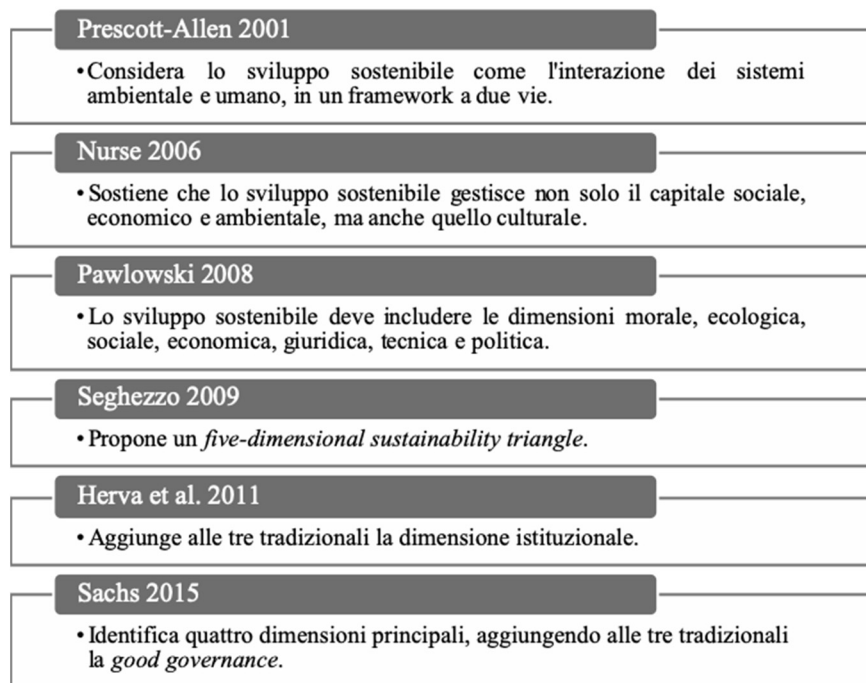 Prescott-Allen 2001
•Considera lo sviluppo sostenibile come l'interazione dei sistemi
ambientale e umano, in un framework a due vie.
Nurse 2006
•Sostiene che lo sviluppo sostenibile gestisce non solo il capitale sociale,
economico e ambientale, ma anche quello culturale.
Pawlowski 2008
•Lo sviluppo sostenibile deve includere le dimensioni morale, ecologica,
sociale, economica, giuridica, tecnica e politica.
Seghezzo 2009
•Propone un five-dimensional sustainability triangle.
Herva et al. 2011
•Aggiunge alle tre tradizionali la dimensione istituzionale.
Sachs 2015
•Identifica quattro dimensioni principali, aggiungendo alle tre tradizionali
la good governance.